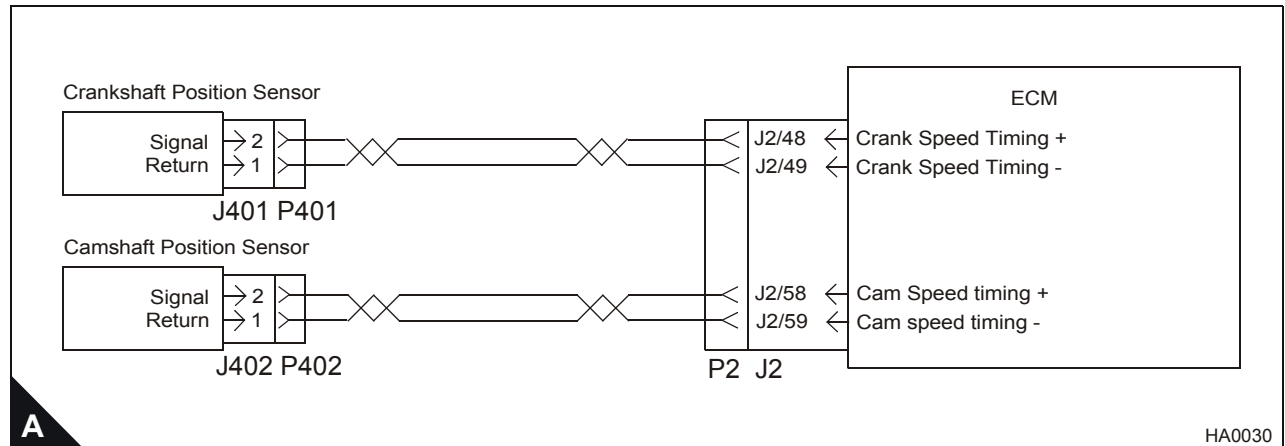 Crankshaft Position Sensor
ECM
Signal 2 J2/48 Crank Speed Timing +
Return 1 J2/49 Crank Speed Timing -
J401 P401
Camshaft Position Sensor
Signal 2 J2/58 Cam Speed timing +
Return 1 J2/59 Cam speed timing -
J402 P402 P2 J2
A
HA0030